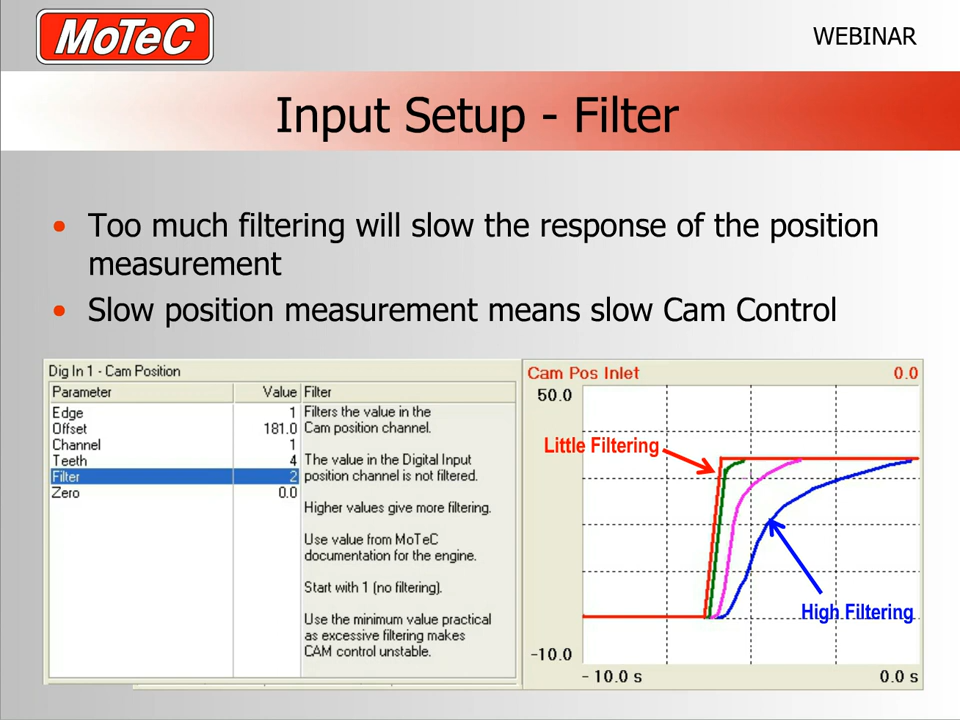 MoTeC
WEBINAR
Input Setup - Filter
• Too much filtering will slow the response of the position
measurement
• Slow position measurement means slow Cam Control
Dig In 1 - Cam Position
Parameter Value Filter
Edge 1
Offset 181.0
Channel 1
Teeth 4
Filter 2
Zero 0.0
Filters the value in the
Cam position channel.
The value in the Digital Input
position channel is not filtered.
Higher values give more filtering.
Use value from MoTeC
documentation for the engine.
Start with 1 (no filtering).
Use the minimum value practical
as excessive filtering makes
CAM control unstable.
Cam Pos Inlet 0.0
50.0
Little Filtering
High Filtering
-10.0
- 10.0 s 0.0 s